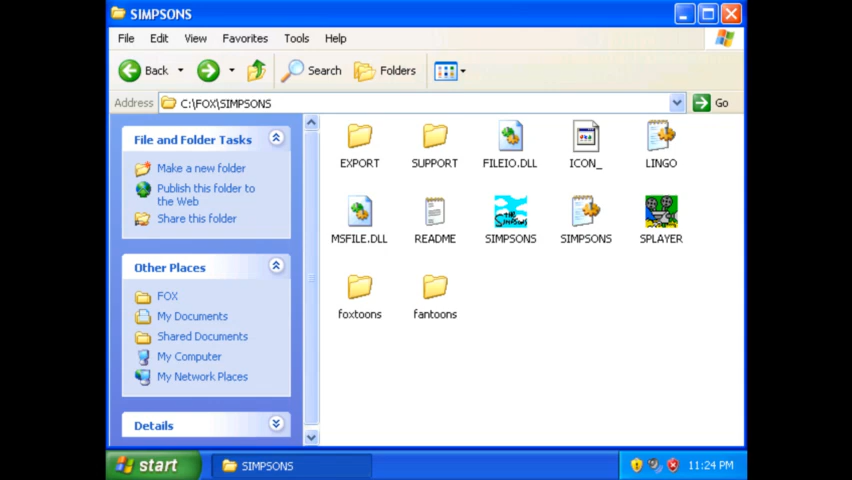 SIMPSONS
File Edit View Favorites Tools Help
Back Search Folders
Address C:\FOX\SIMPSONS Go
File and Folder Tasks
Make a new folder
Publish this folder to
the Web
Share this folder
Other Places
FOX
My Documents
Shared Documents
My Computer
My Network Places
Details
EXPORT SUPPORT FILEIO.DLL ICON_ LINGO
MSFILE.DLL README SIMPSONS SIMPSONS SPLAYER
foxtoons fantoons
start SIMPSONS 11:24 PM